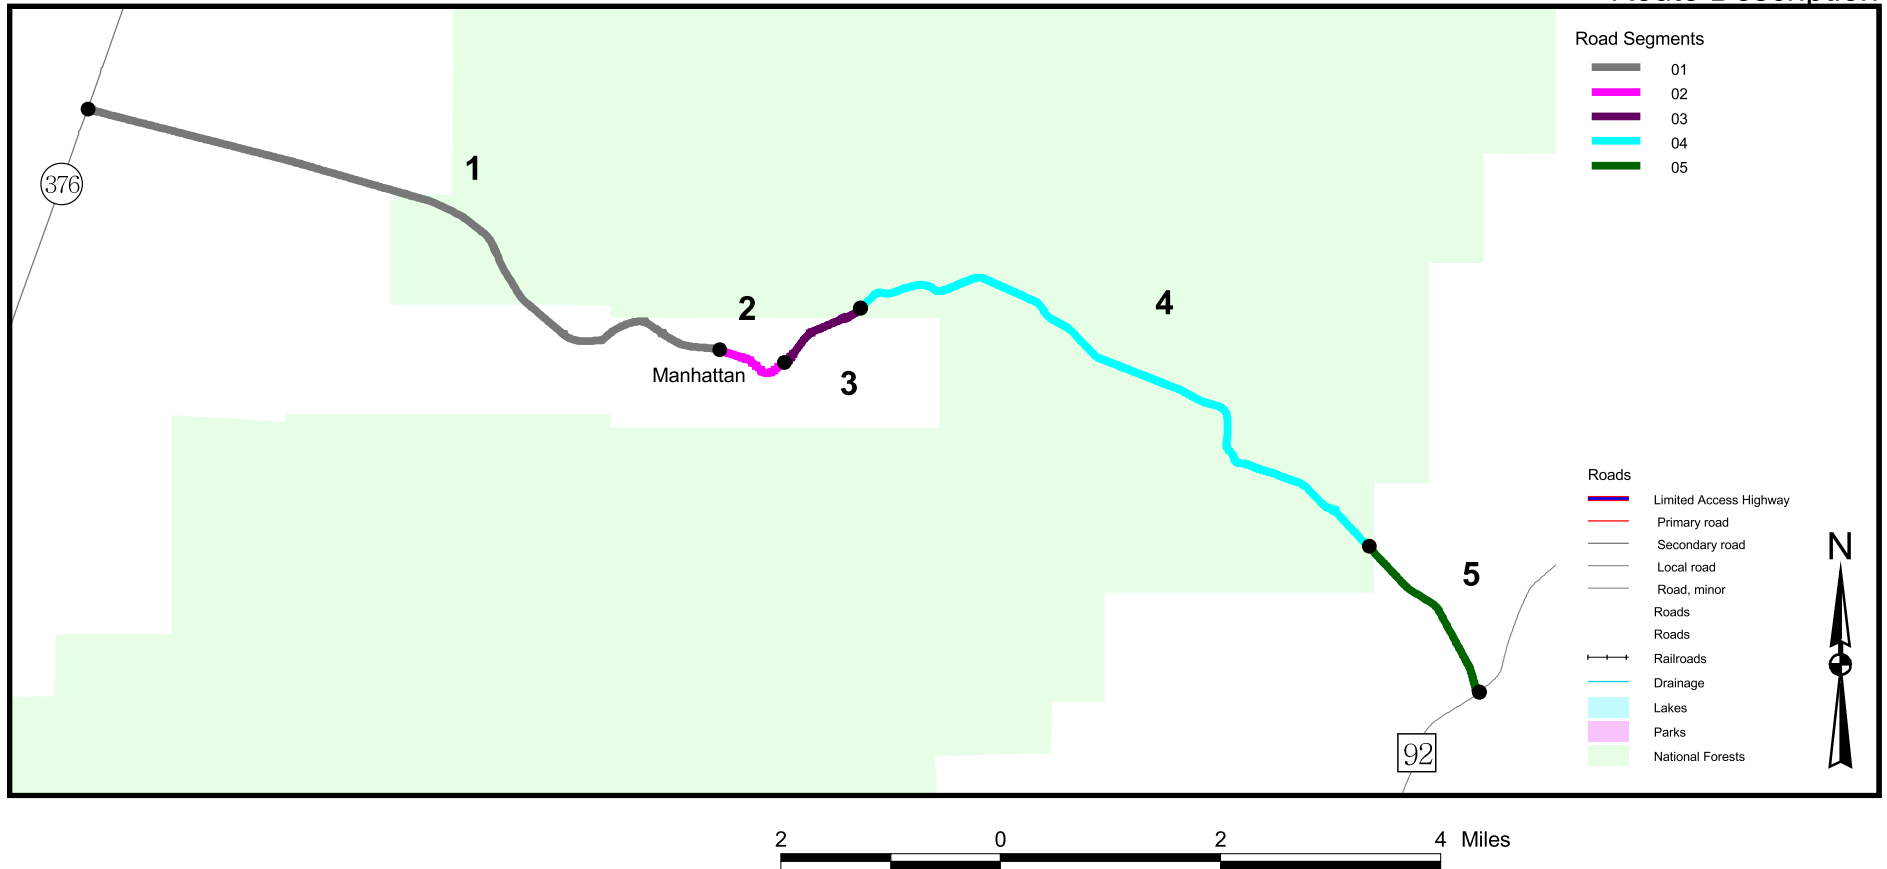 Route Description
Road Segments
01
02
03
04
05
376
1
2
3
4
5
Manhattan
92
Roads
Limited Access Highway
Primary road
Secondary road
Local road
Road, minor
Roads
Roads
Railroads
Drainage
Lakes
Parks
National Forests
N
2 0 2 4 Miles